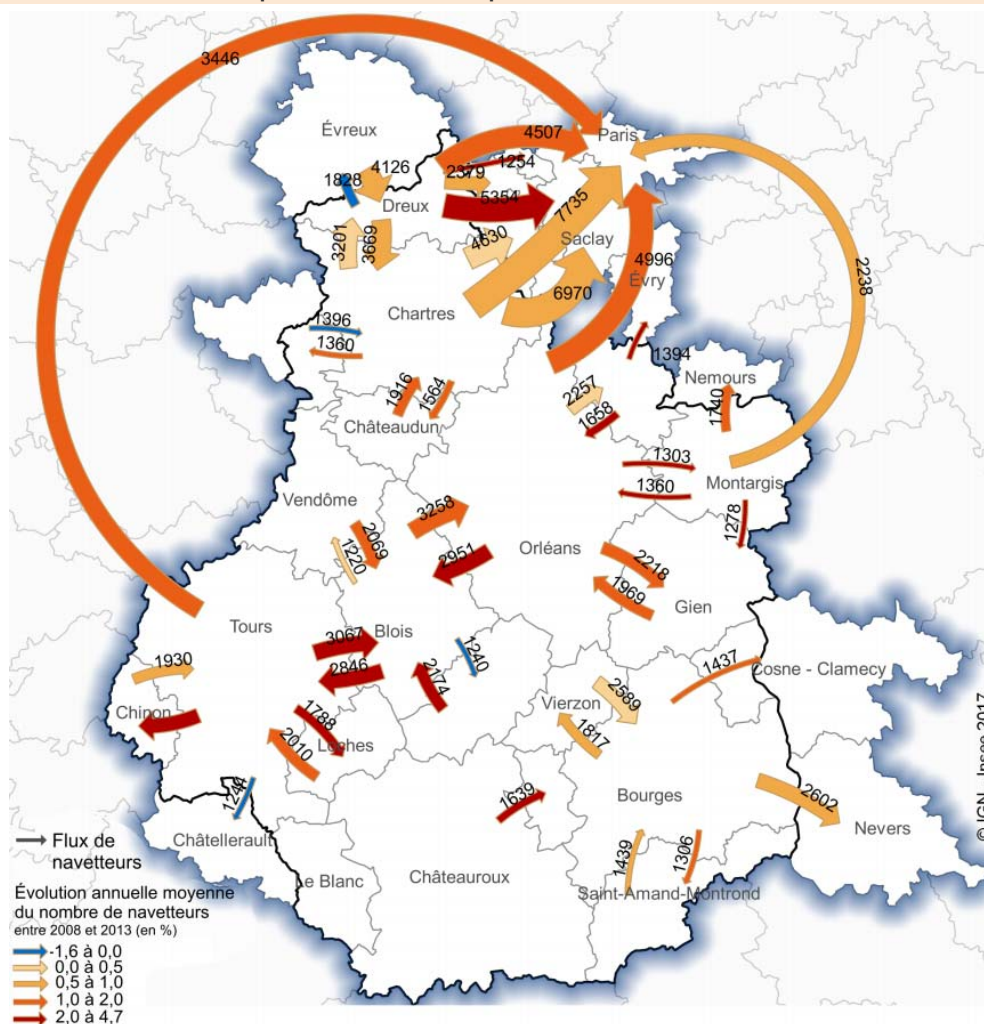 3446
Évreux
Paris
4507
1254
4126
2379
1828
Dreux
5354
7735
3201
3669
4630
Saclay
4996
Évry
2238
6970
Chartres
1396
1360
1394
Nemours
1916
1564
2257
1740
Châteaudun
1658
1303
Montargis
1360
1278
Vendôme
3258
2069
1220
2951
Orléans
2218
1969
Gien
Tours
Blois
3067
2846
1240
2174
1437
Cosne - Clamecy
1930
2589
Vierzon
Chinon
1788
2010
Loches
1817
1244
1639
Bourges
2602
Nevers
Châtellerault
1439
1306
Le Blanc
Châteauroux
Saint-Amand-Montrond
© IGN - Insee 2017
Flux de
navetteurs
Évolution annuelle moyenne
du nombre de navetteurs
entre 2008 et 2013 (en %)
-1,6 à 0,0
0,0 à 0,5
0,5 à 1,0
1,0 à 2,0
2,0 à 4,7